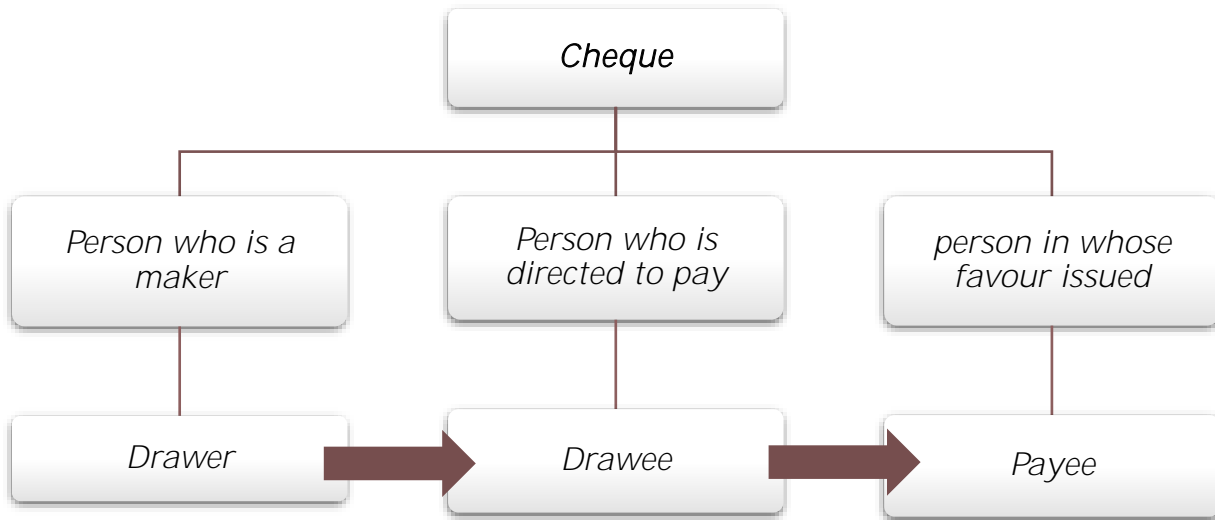 Cheque
Person who is a
maker
Person who is
directed to pay
person in whose
favour issued
Drawer
Drawee
Payee